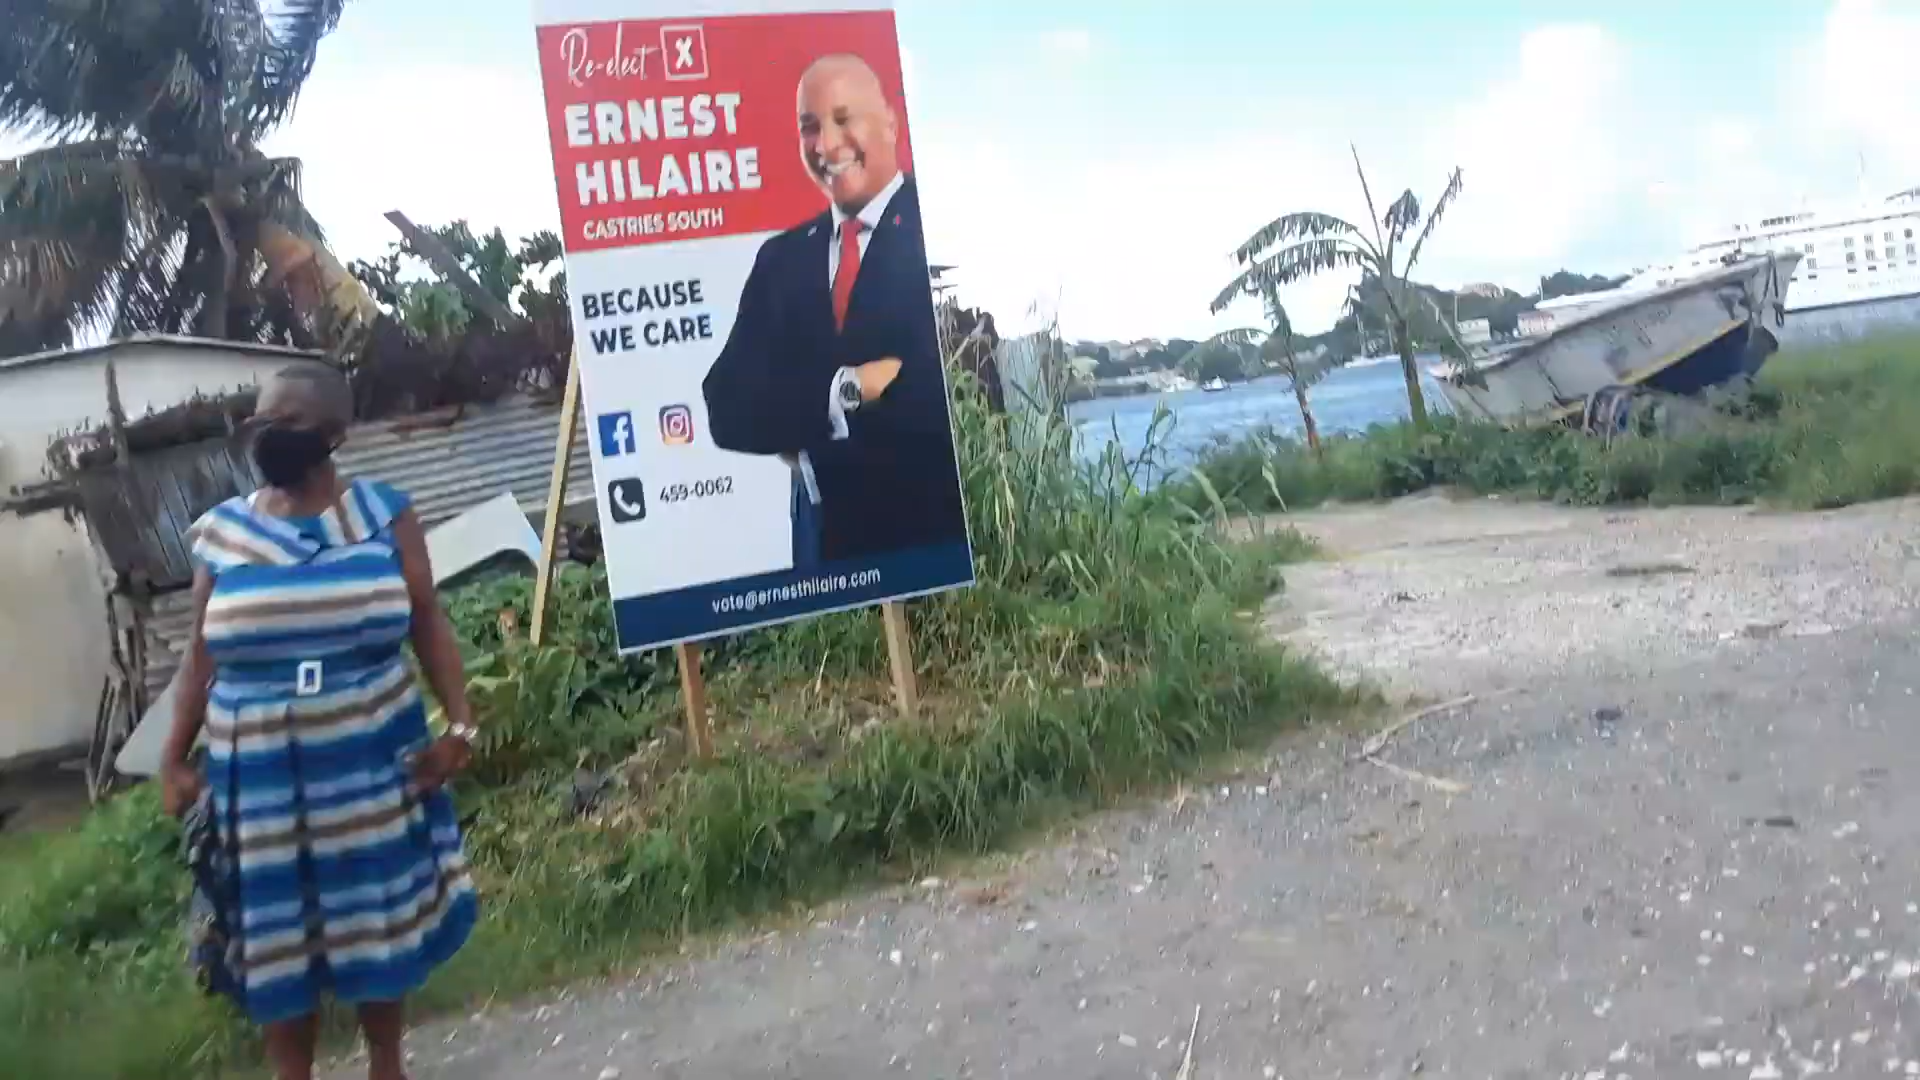 Re-elect X
ERNEST
HILAIRE
CASTRIES SOUTH
BECAUSE
WE CARE
459-0062
vote@ernesthilaire.com